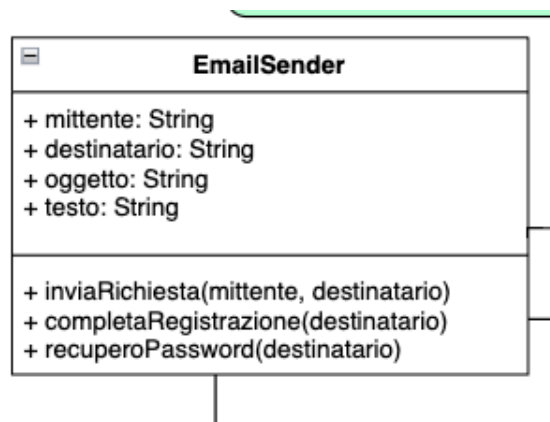 EmailSender
+ mittente: String
+ destinatario: String
+ oggetto: String
+ testo: String
+ inviaRichiesta(mittente, destinatario)
+ completaRegistrazione(destinatario)
+ recuperoPassword(destinatario)